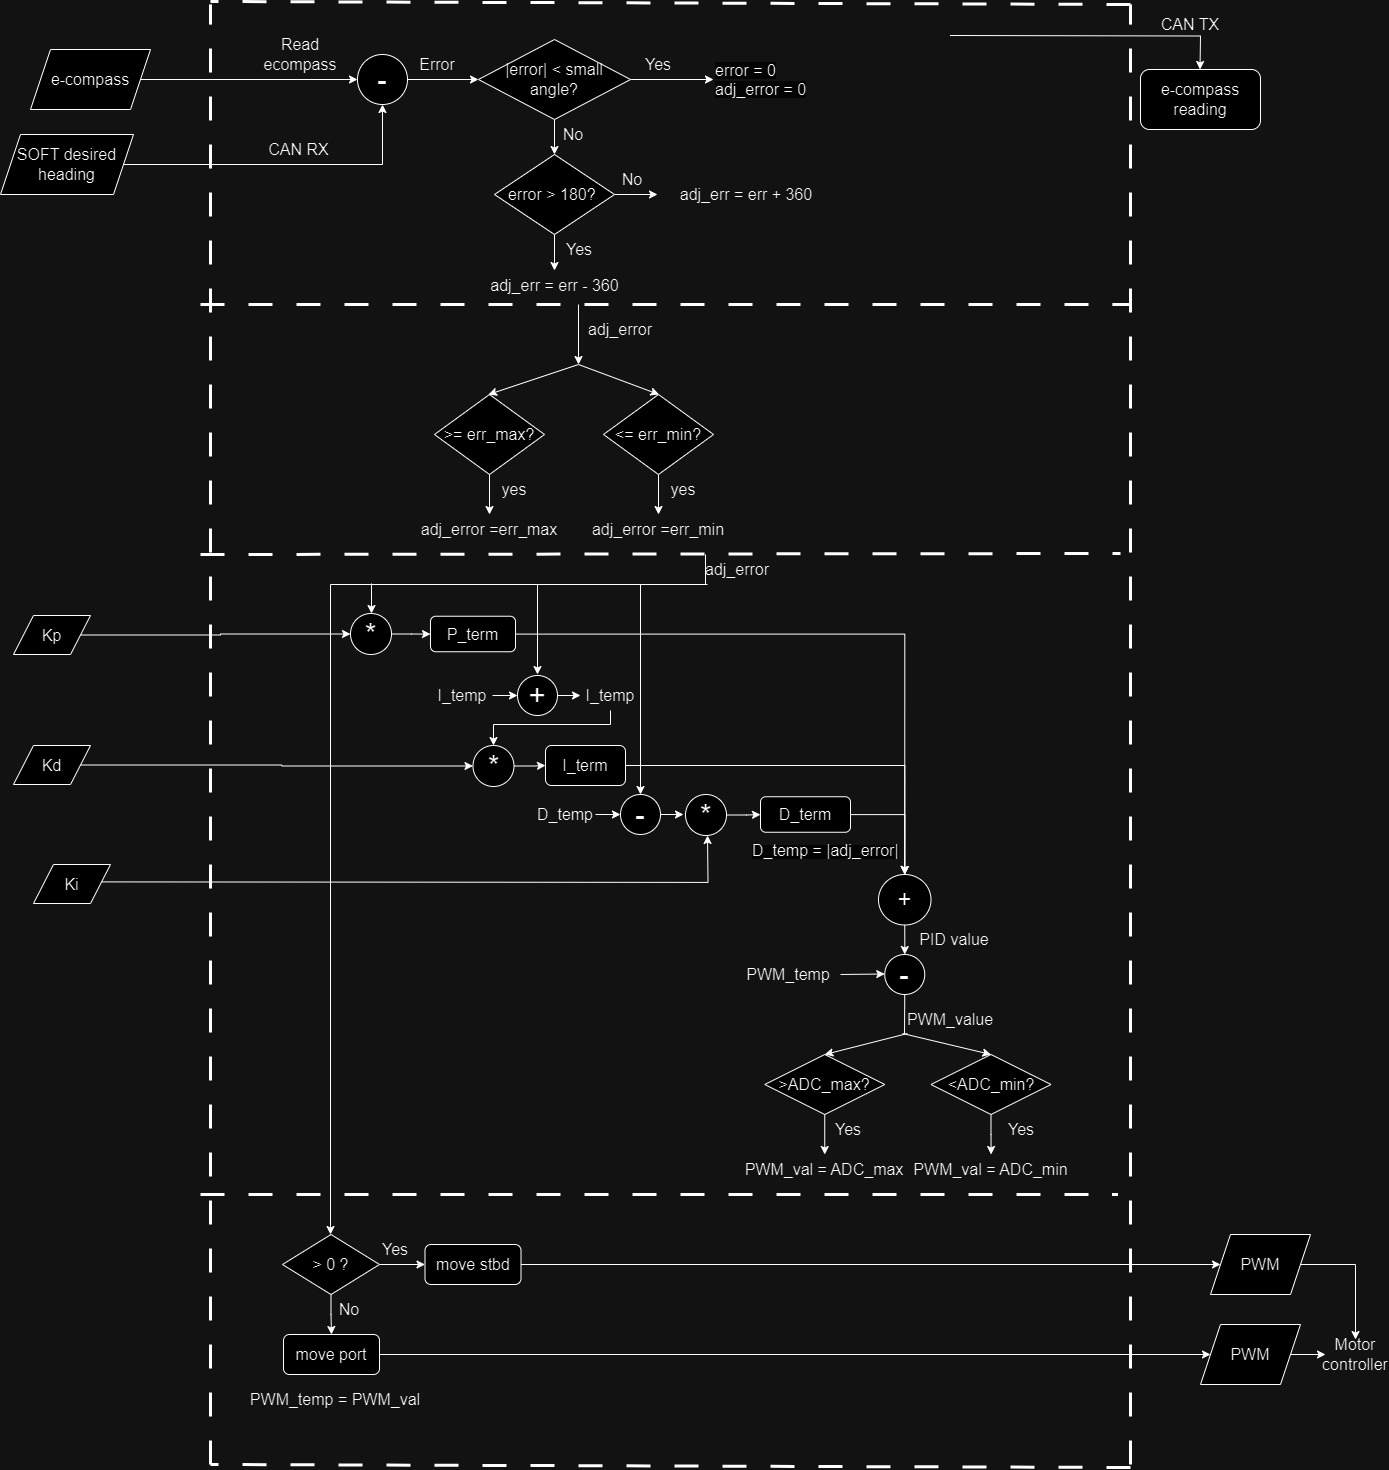 CAN TX
Read
ecompass
e-compass
-
Error
|error| < small
angle?
Yes
error = 0
adj_error = 0
e-compass
reading
No
SOFT desired
heading
CAN RX
error > 180?
No
adj_err = err + 360
Yes
adj_err = err - 360
adj_error
>= err_max?
<= err_min?
yes
yes
adj_error =err_max
adj_error =err_min
adj_error
Kp
*
P_term
I_temp
+
I_temp
Kd
*
I_term
D_temp
-
*
D_term
D_temp = |adj_error|
Ki
+
PID value
PWM_temp
-
PWM_value
>ADC_max?
<ADC_min?
Yes
Yes
PWM_val = ADC_max
PWM_val = ADC_min
> 0 ?
Yes
move stbd
PWM
No
move port
PWM
Motor
controller
PWM_temp = PWM_val